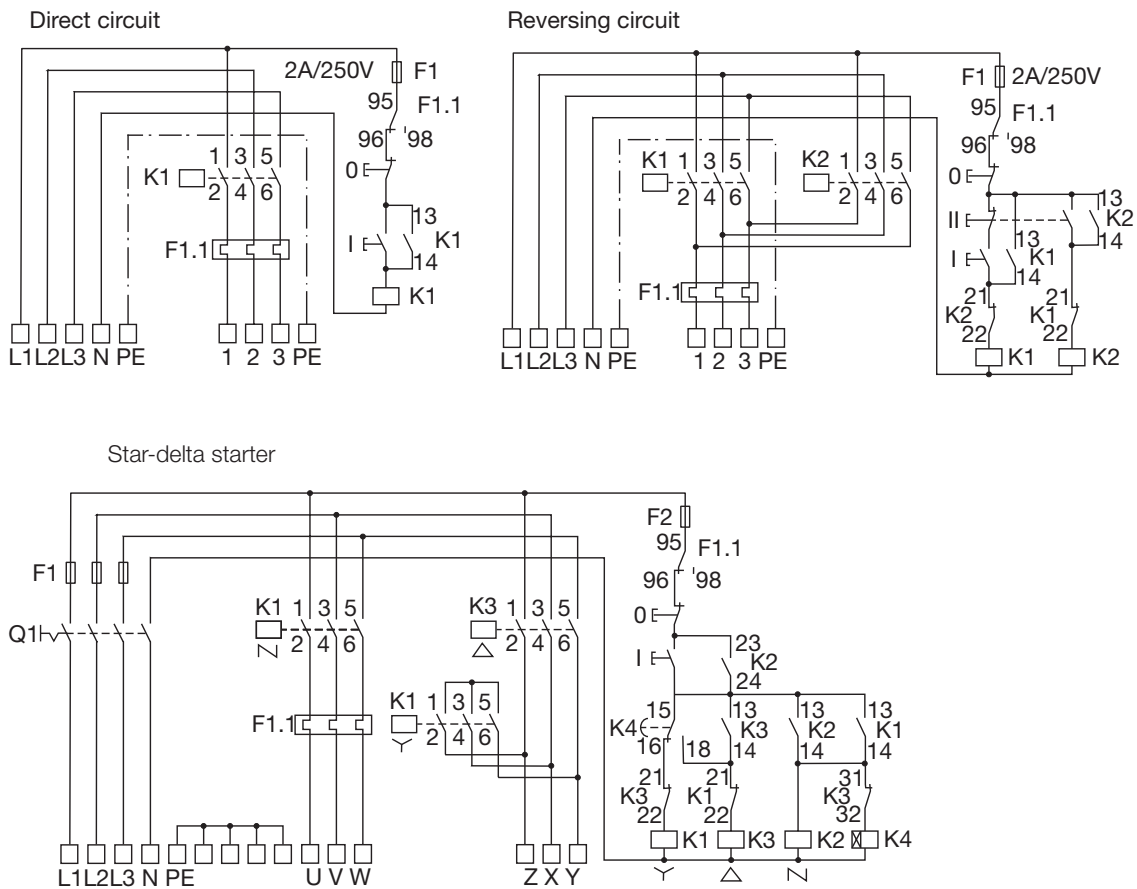 Direct circuit
2A/250V F1
95 F1.1
96 '98
1 3 5
K1
2 4 6
0
13
I K1
14
F1.1
K1
L1 L2 L3 N PE 1 2 3 PE
Reversing circuit
F1 2A/250V
95 F1.1
96 '98
K1 1 3 5
2 4 6
K2 1 3 5
2 4 6
0
13
II K2
14
13
I K1
14
F1.1
21 21
K2 K1
22 22
K1 K2
L1 L2 L3 N PE 1 2 3 PE
Star-delta starter
F2
95 F1.1
96 '98
F1
Q1
K1 1 3 5
2 4 6
K3 1 3 5
2 4 6
0
I
23
K2
24
K1 1 3 5
2 4 6
F1.1
15 13 13 13
K4 K3 K2 K1
16 18 14 14 14
21 21 31
K3 K1 K3
22 22 32
K1 K3 K2 K4
L1 L2 L3 N PE U V W Z X Y